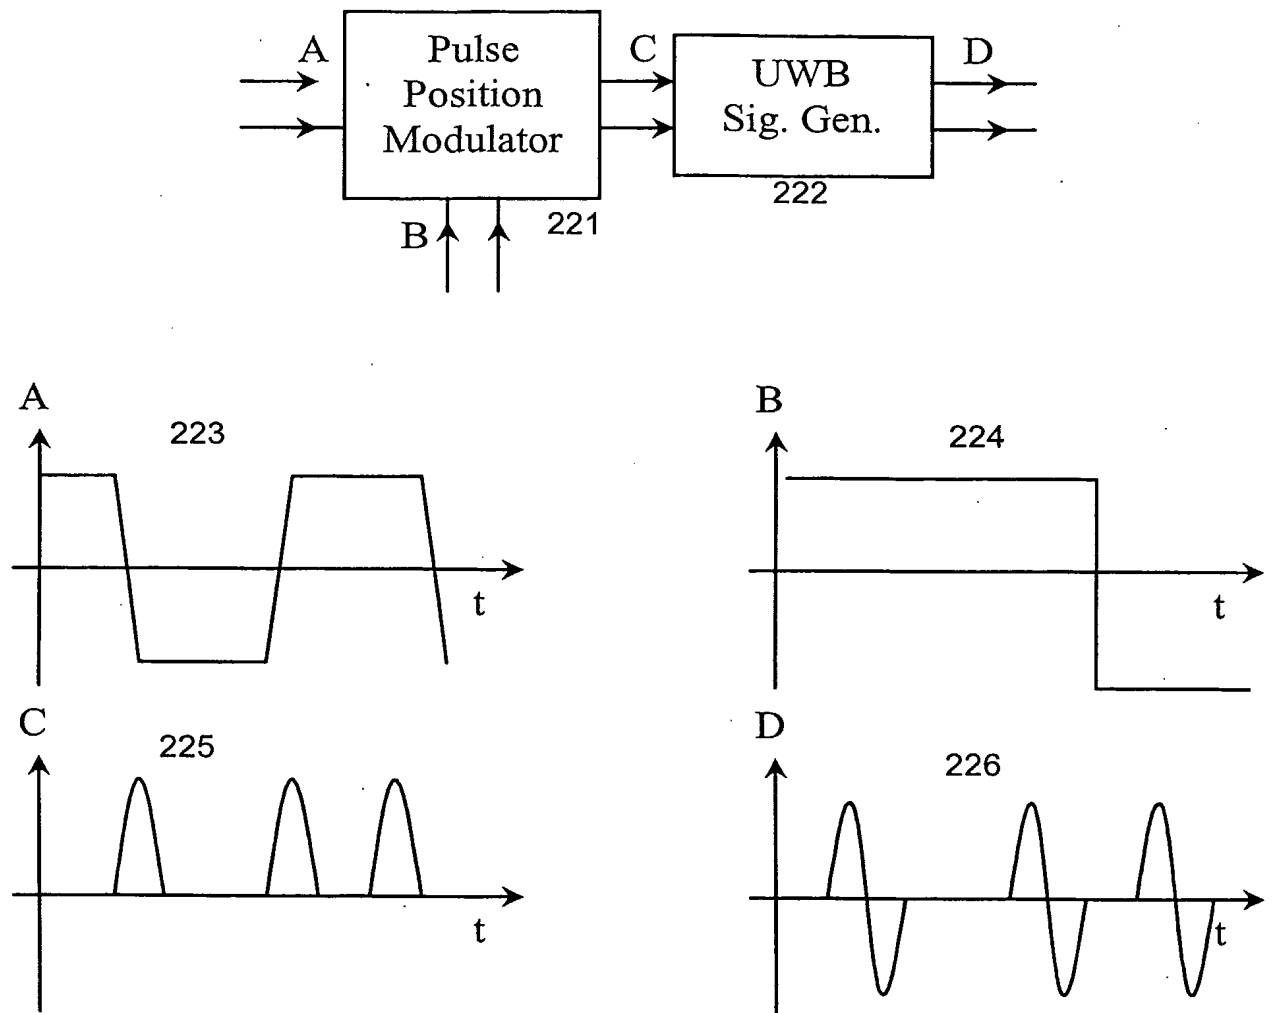 A
Pulse
Position
Modulator
C
UWB
Sig. Gen.
D
222
221
B
A
223
t
B
224
t
C
225
t
D
226
t